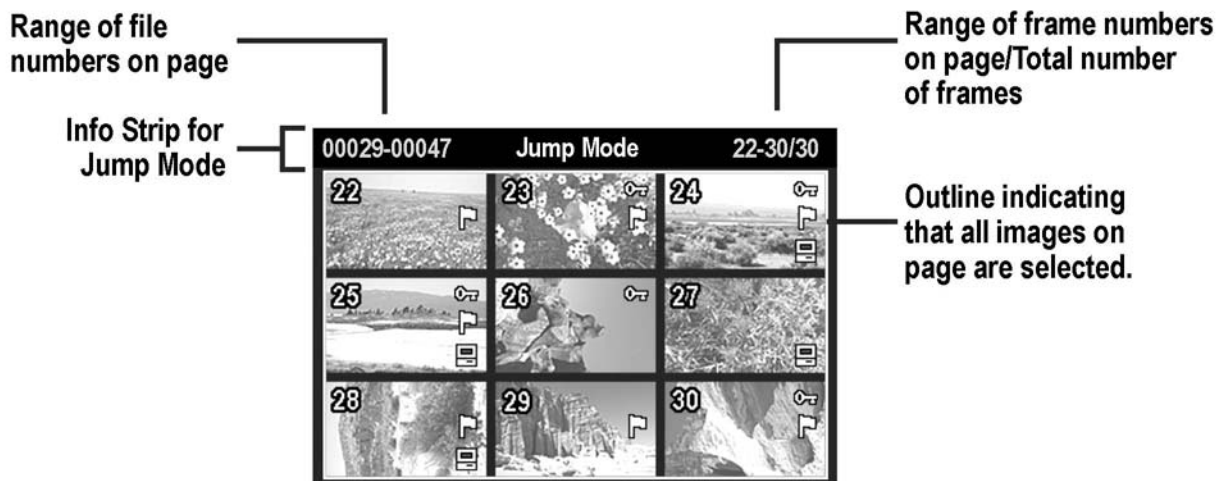 Range of file
numbers on page
Range of frame numbers
on page/Total number
of frames
Info Strip for
Jump Mode
00029-00047 Jump Mode 22-30/30
22 23 24
Outline indicating
that all images on
page are selected.
25 26 27
28 29 30